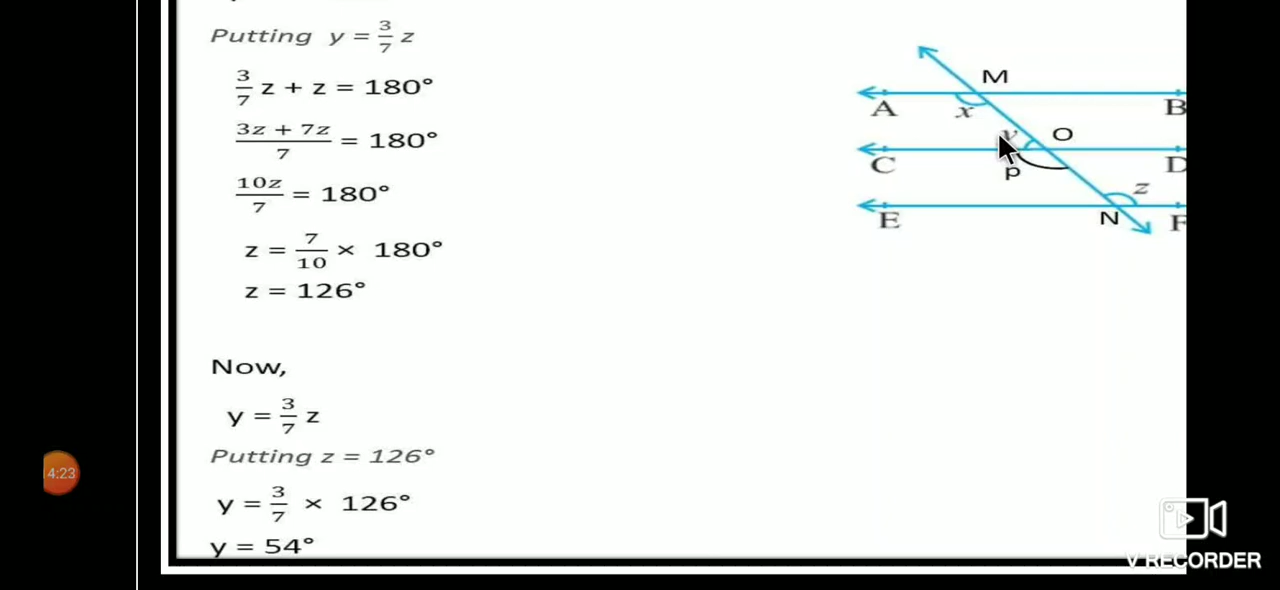 Putting y = 3/7 z
3/7 z + z = 180°
3z + 7z / 7 = 180°
10z / 7 = 180°
z = 7/10 × 180°
z = 126°
Now,
y = 3/7 z
Putting z = 126°
y = 3/7 × 126°
y = 54°
M
A
B
x
y
O
C
D
p
z
E
N
F
4:23
V RECORDER